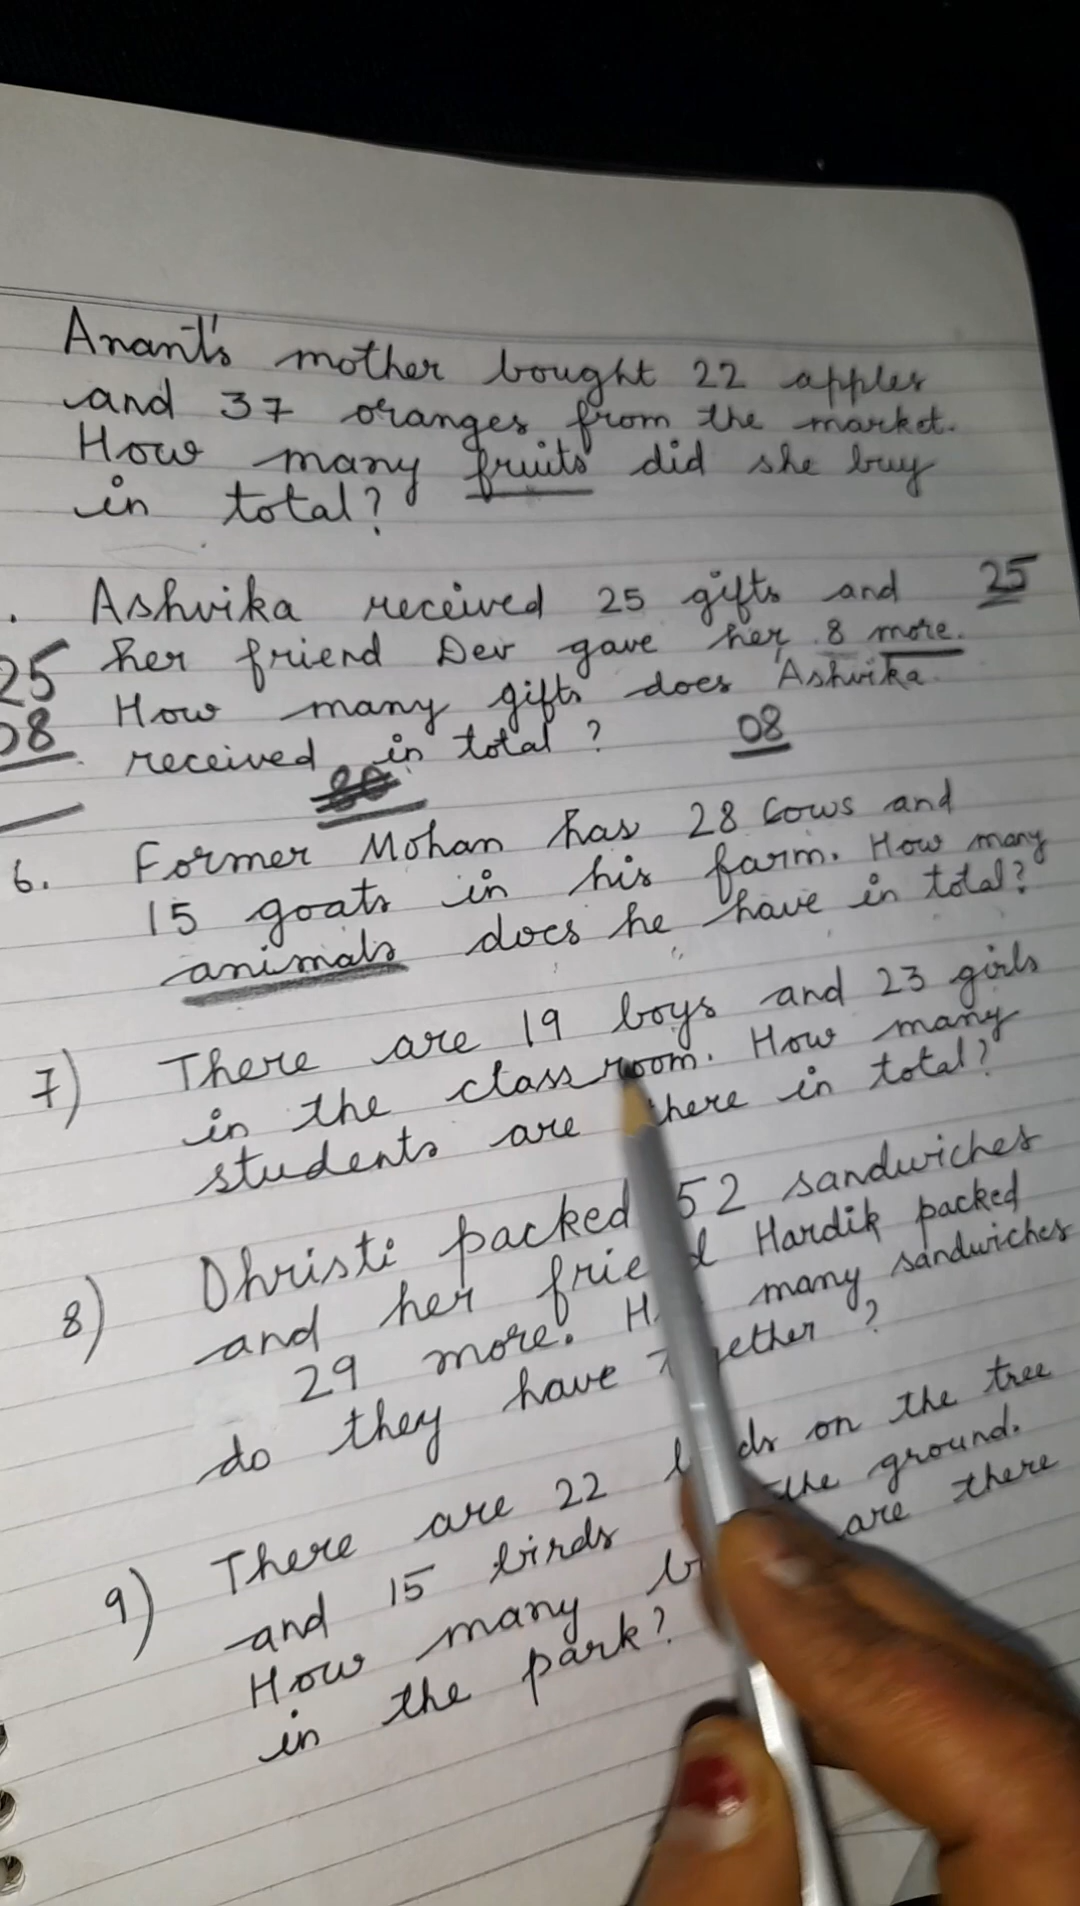 Anant's mother bought 22 apples
and 37 oranges from the market.
How many fruits did she buy
in total?
. Ashvika received 25 gifts and 25
25 her friend Dev gave her 8 more.
08 How many gifts does Ashvika
received in total? 08
6. Former Mohan has 28 Cows and
15 goats in his farm. How many
animals does he have in total?
7) There are 19 boys and 23 girls
in the classroom. How many
students are there in total?
8) Dhristi packed 52 sandwiches
and her friend Hardik packed
29 more. many sandwiches
do they have together?
9) There are 22 on the tree
and 15 birds the ground.
How many are there
in the park?